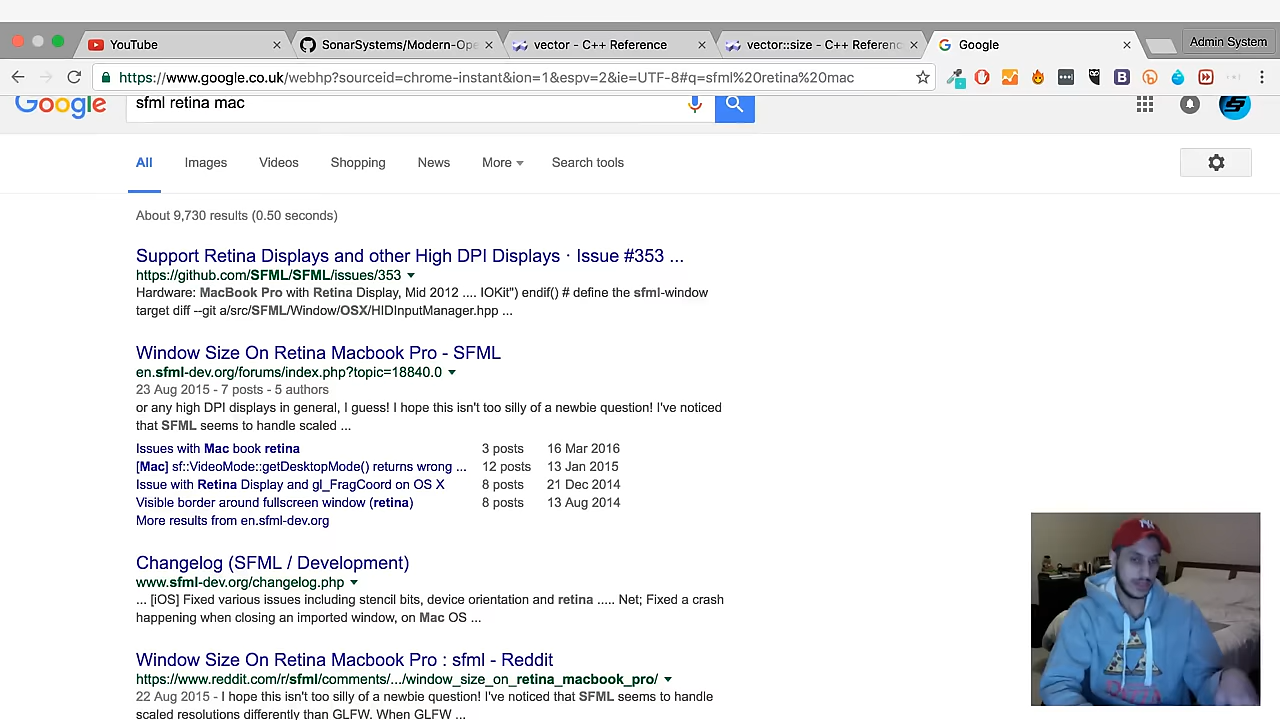 YouTube
SonarSystems/Modern-Ope
vector - C++ Reference
vector::size - C++ Referenc
Google
Admin System
https://www.google.co.uk/webhp?sourceid=chrome-instant&ion=1&espv=2&ie=UTF-8#q=sfml%20retina%20mac
Google
sfml retina mac
All Images Videos Shopping News More Search tools
About 9,730 results (0.50 seconds)
Support Retina Displays and other High DPI Displays · Issue #353 ...
https://github.com/SFML/SFML/issues/353
Hardware: MacBook Pro with Retina Display, Mid 2012 .... IOKit") endif() # define the sfml-window
target diff --git a/src/SFML/Window/OSX/HIDInputManager.hpp ...
Window Size On Retina Macbook Pro - SFML
en.sfml-dev.org/forums/index.php?topic=18840.0
23 Aug 2015 - 7 posts - 5 authors
or any high DPI displays in general, I guess! I hope this isn't too silly of a newbie question! I've noticed
that SFML seems to handle scaled ...
Issues with Mac book retina 3 posts 16 Mar 2016
[Mac] sf::VideoMode::getDesktopMode() returns wrong ... 12 posts 13 Jan 2015
Issue with Retina Display and gl_FragCoord on OS X 8 posts 21 Dec 2014
Visible border around fullscreen window (retina) 8 posts 13 Aug 2014
More results from en.sfml-dev.org
Changelog (SFML / Development)
www.sfml-dev.org/changelog.php
... [iOS] Fixed various issues including stencil bits, device orientation and retina ..... Net; Fixed a crash
happening when closing an imported window, on Mac OS ...
Window Size On Retina Macbook Pro : sfml - Reddit
https://www.reddit.com/r/sfml/comments/.../window_size_on_retina_macbook_pro/
22 Aug 2015 - I hope this isn't too silly of a newbie question! I've noticed that SFML seems to handle
scaled resolutions differently than GLFW. When GLFW ...